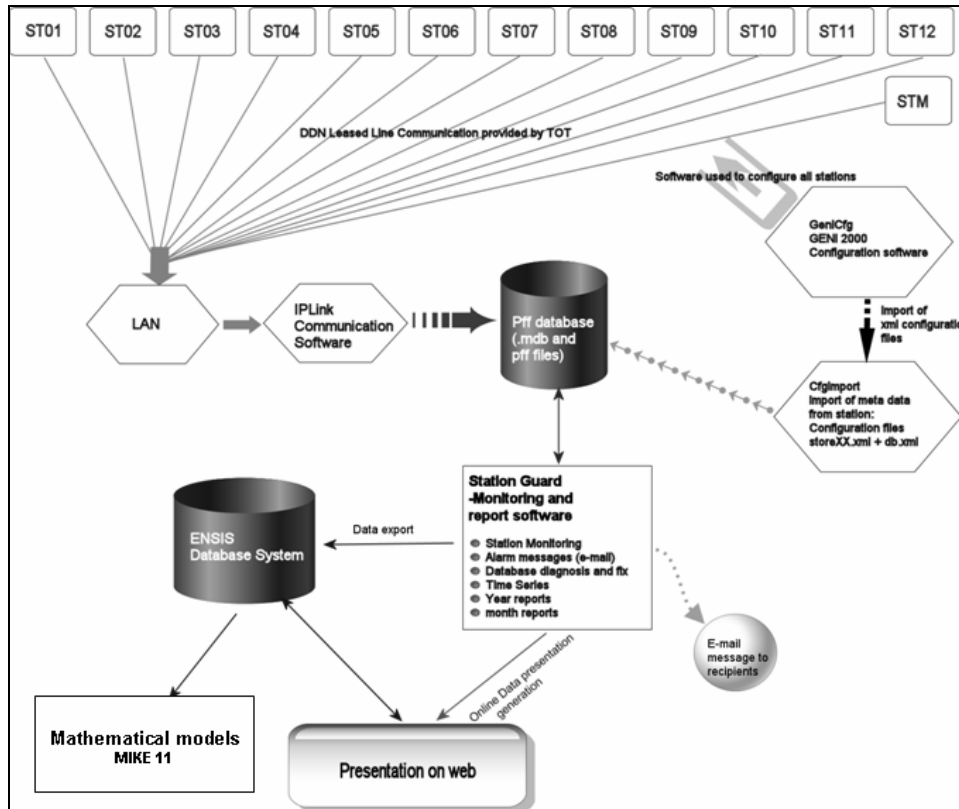 ST01 ST02 ST03 ST04 ST05 ST06 ST07 ST08 ST09 ST10 ST11 ST12
STM
DDN Leased Line Communication provided by TOT
Software used to configure all stations
GeniCfg
GENI 2000
Configuration software
LAN
IPLink
Communication
Software
Pff database
(.mdb and
pff files)
Import of
xml configuratio
files
CfgImport
Import of meta data
from station:
Configuration files
storeXX.xml + db.xml
Station Guard
-Monitoring and
report software
Station Monitoring
Alarm messages (e-mail)
Database diagnosis and fix
Time Series
Year reports
month reports
Data export
ENSIS
Database System
E-mail
message to
recipients
Online Data presentation
generation
Mathematical models
MIKE 11
Presentation on web